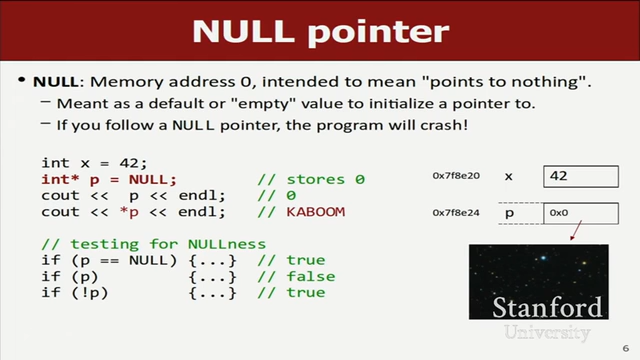 NULL pointer
• NULL: Memory address 0, intended to mean "points to nothing".
– Meant as a default or "empty" value to initialize a pointer to.
– If you follow a NULL pointer, the program will crash!
int x = 42;
int* p = NULL; // stores 0
cout << p << endl; // 0
cout << *p << endl; // KABOOM
// testing for NULLness
if (p == NULL) {...} // true
if (p) {...} // false
if (!p) {...} // true
0x7f8e20 x 42
0x7f8e24 p 0x0
Stanford
University
6